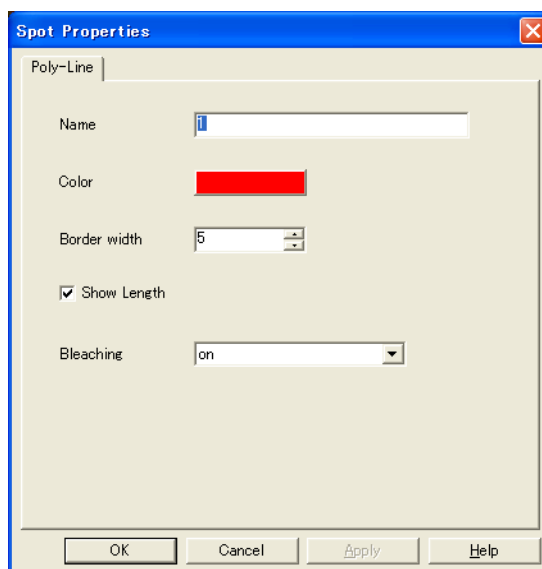 Spot Properties
Poly-Line
Name
1
Color
Border width
5
Show Length
Bleaching
on
OK
Cancel
Apply
Help